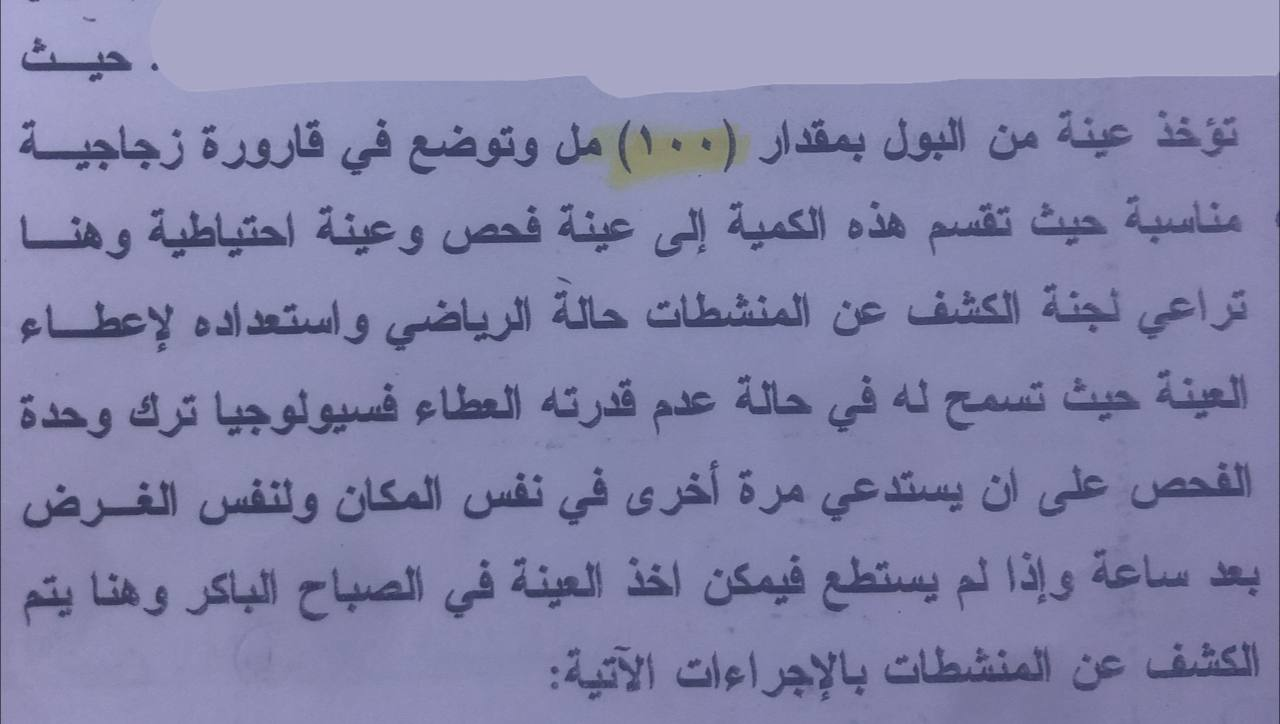 . حيث
تؤخذ عينة من البول بمقدار (١٠٠) مل وتوضع في قارورة زجاجية
مناسبة حيث تقسم هذه الكمية إلى عينة فحص وعينة احتياطية وهنا
تراعي لجنة الكشف عن المنشطات حالة الرياضي واستعداده لإعطاء
العينة حيث تسمح له في حالة عدم قدرته العطاء فسيولوجيا ترك وحدة
الفحص على ان يستدعي مرة أخرى في نفس المكان ولنفس الغرض
بعد ساعة وإذا لم يستطع فيمكن اخذ العينة في الصباح الباكر وهنا يتم
الكشف عن المنشطات بالإجراءات الآتية: